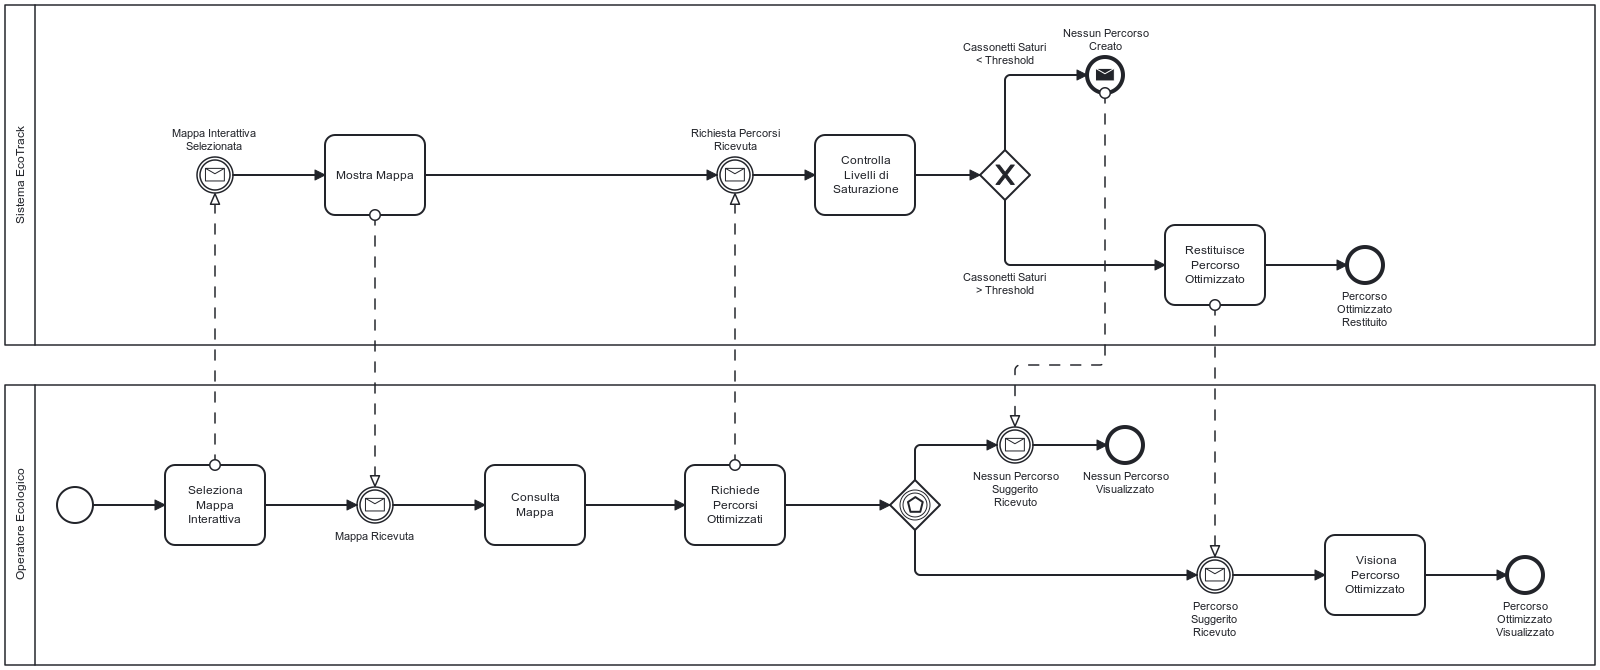 Sistema EcoTrack
Mappa Interattiva
Selezionata
Mostra Mappa
Richiesta Percorsi
Ricevuta
Controlla
Livelli di
Saturazione
Cassonetti Saturi
< Threshold
Nessun Percorso
Creato
Cassonetti Saturi
> Threshold
Restituisce
Percorso
Ottimizzato
Percorso
Ottimizzato
Restituito
Operatore Ecologico
Seleziona
Mappa
Interattiva
Mappa Ricevuta
Consulta
Mappa
Richiede
Percorsi
Ottimizzati
Nessun Percorso
Suggerito
Ricevuto
Nessun Percorso
Visualizzato
Percorso
Suggerito
Ricevuto
Visiona
Percorso
Ottimizzato
Percorso
Ottimizzato
Visualizzato